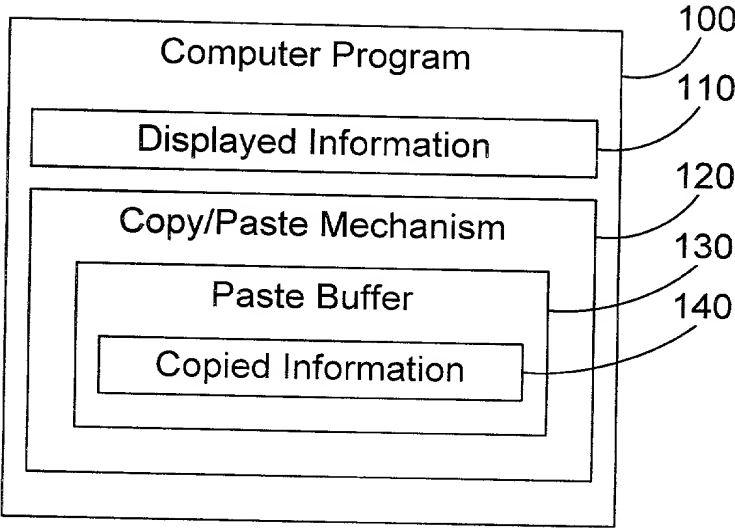 100
Computer Program
110
Displayed Information
120
Copy/Paste Mechanism
130
Paste Buffer
140
Copied Information